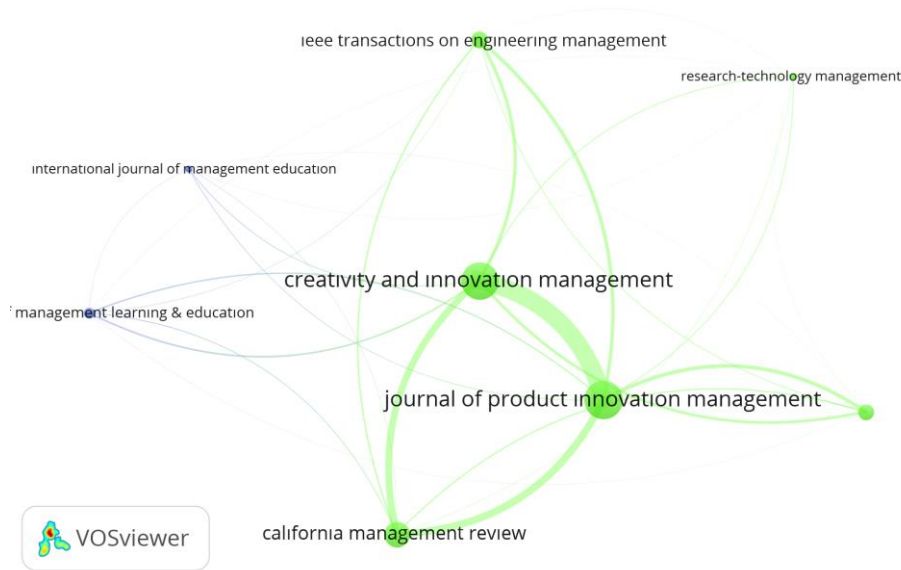 ieee transactions on engineering management
research-technology management
international journal of management education
creativity and innovation management
management learning & education
journal of product innovation management
california management review
VOSviewer